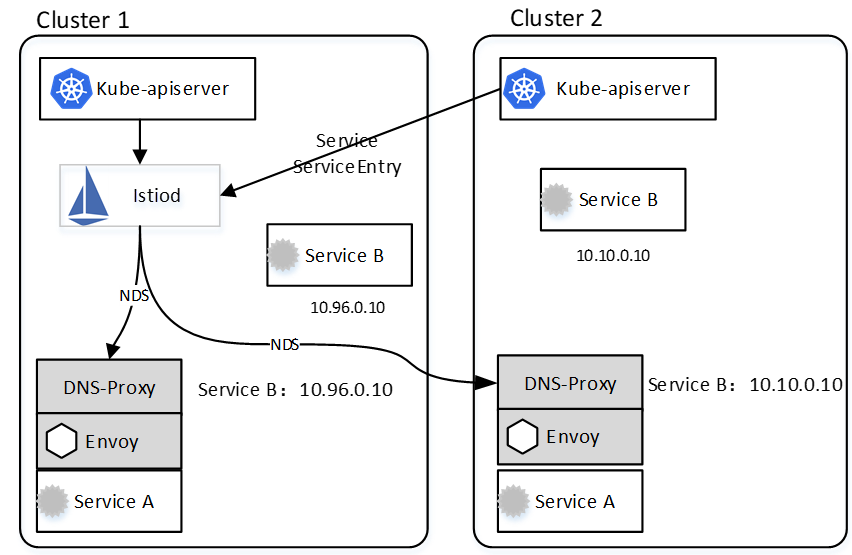 Cluster 1
Cluster 2
Kube-apiserver
Kube-apiserver
Service
ServiceEntry
Istiod
Service B
Service B
10.10.0.10
10.96.0.10
NDS
NDS
DNS-Proxy
Service B：10.96.0.10
DNS-Proxy
Service B：10.10.0.10
Envoy
Envoy
Service A
Service A